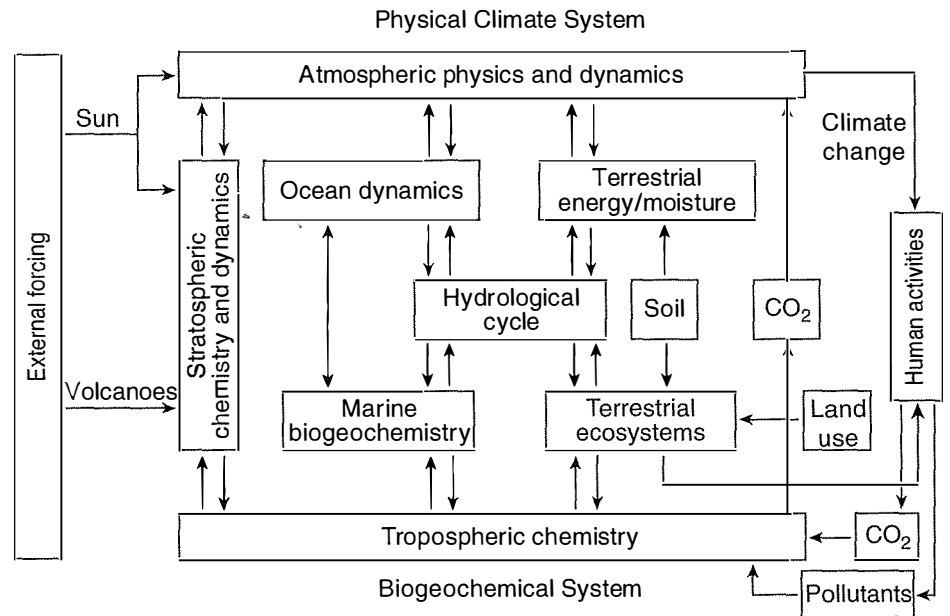 Physical Climate System
Atmospheric physics and dynamics
Sun
Climate
change
Ocean dynamics
Terrestrial
energy/moisture
External forcing
Stratospheric
chemistry and dynamics
Hydrological
cycle
Soil
CO₂
Human activities
Volcanoes
Marine
biogeochemistry
Terrestrial
ecosystems
Land
use
Tropospheric chemistry
CO₂
Biogeochemical System
Pollutants